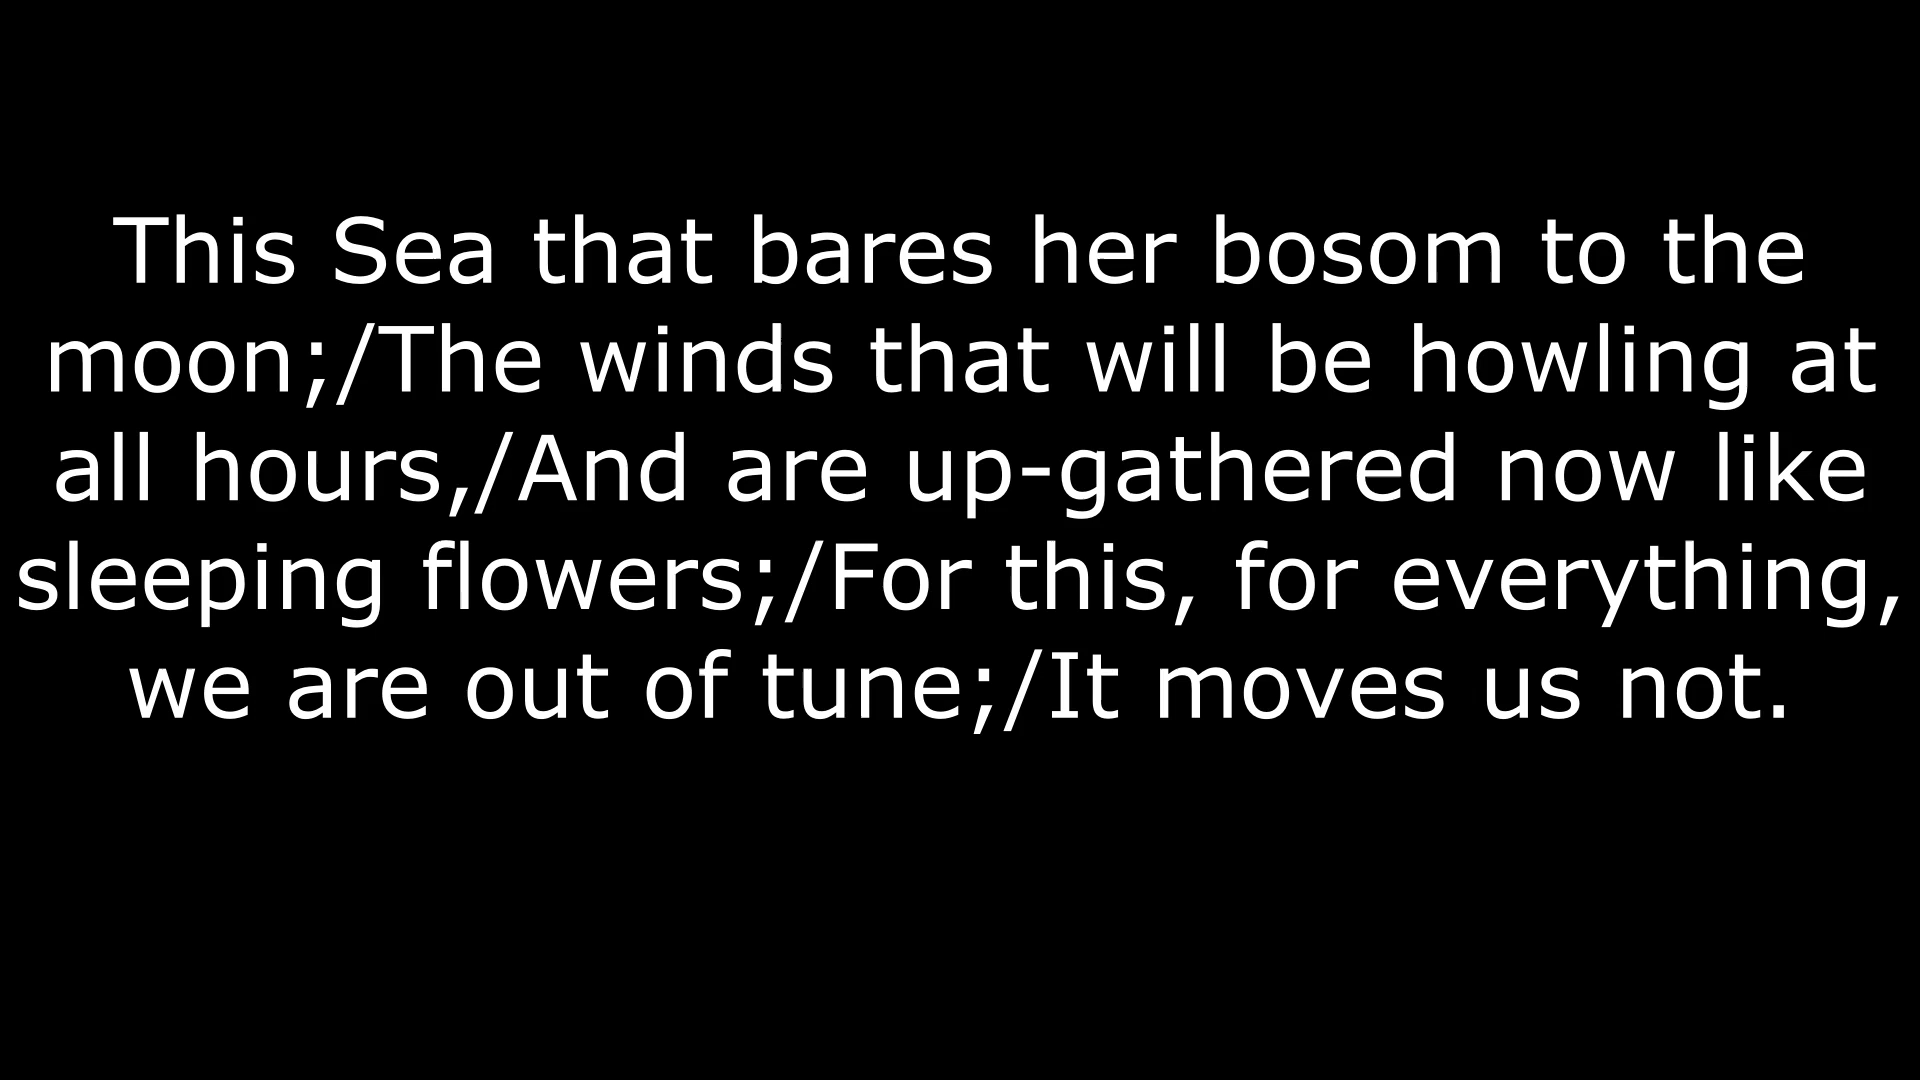 This Sea that bares her bosom to the
moon;/The winds that will be howling at
all hours,/And are up-gathered now like
sleeping flowers;/For this, for everything,
we are out of tune;/It moves us not.